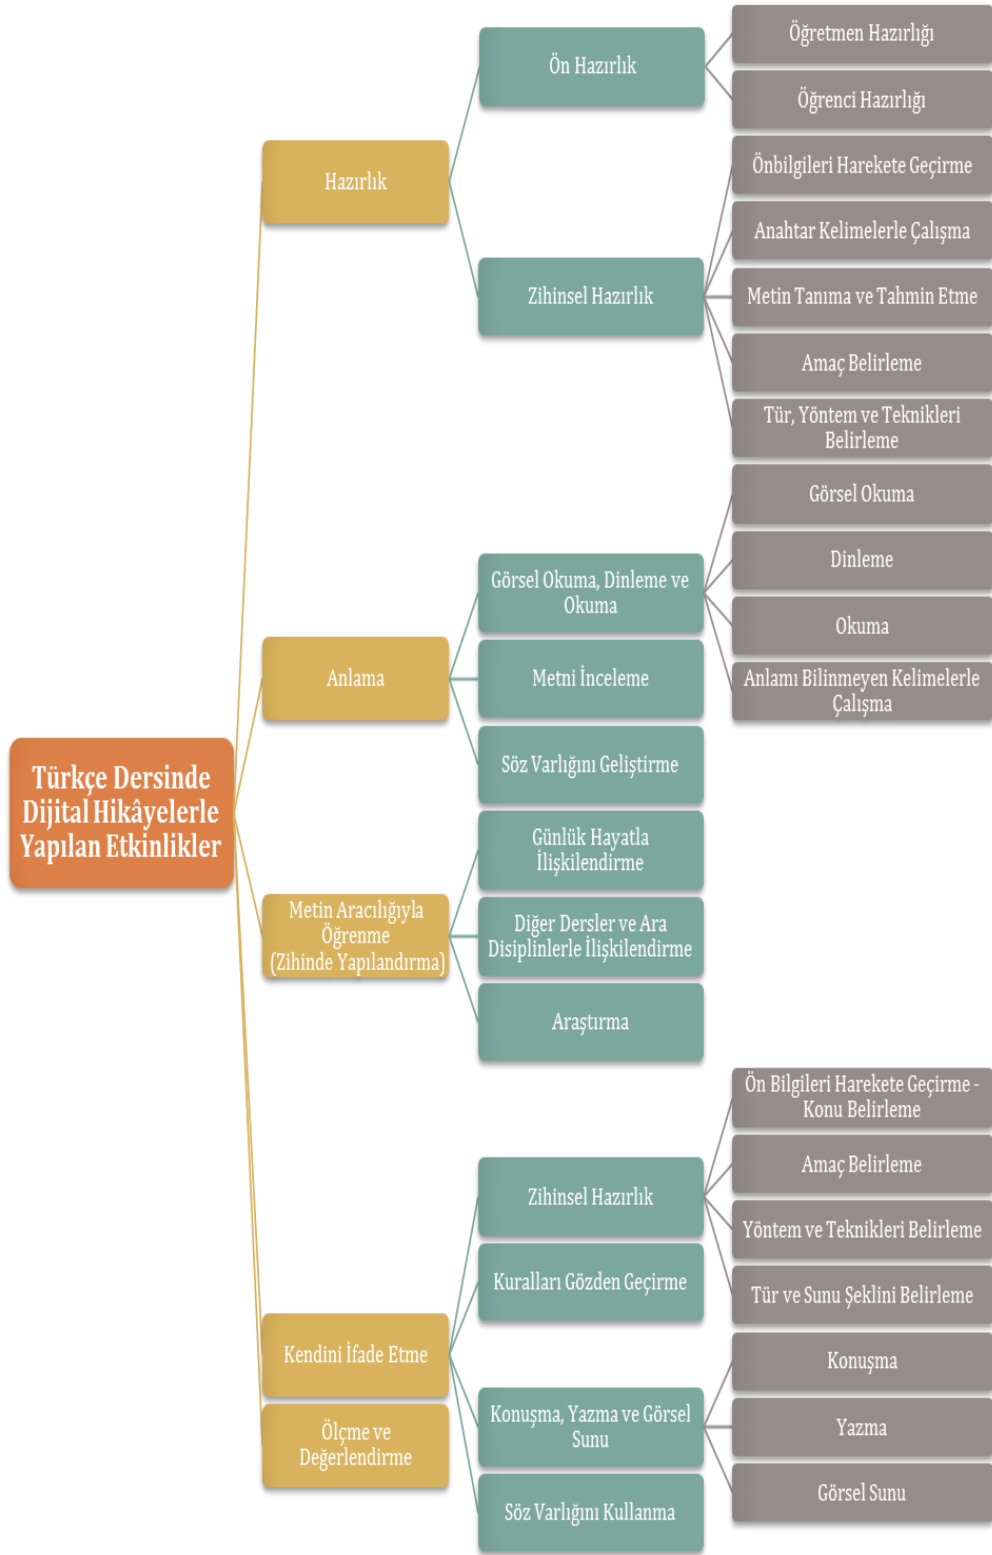 Türkçe Dersinde
Dijital Hikâyelerle
Yapılan Etkinlikler
Hazırlık
Ön Hazırlık
Öğretmen Hazırlığı
Öğrenci Hazırlığı
Zihinsel Hazırlık
Önbilgileri Harekete Geçirme
Anahtar Kelimelerle Çalışma
Metin Tanıma ve Tahmin Etme
Amaç Belirleme
Tür, Yöntem ve Teknikleri
Belirleme
Anlama
Görsel Okuma, Dinleme ve
Okuma
Görsel Okuma
Dinleme
Okuma
Anlamı Bilinmeyen Kelimelerle
Çalışma
Metni İnceleme
Söz Varlığını Geliştirme
Metin Aracılığıyla
Öğrenme
(Zihinde Yapılandırma)
Günlük Hayatla
İlişkilendirme
Diğer Dersler ve Ara
Disiplinlerle İlişkilendirme
Araştırma
Kendini İfade Etme
Zihinsel Hazırlık
Ön Bilgileri Harekete Geçirme -
Konu Belirleme
Amaç Belirleme
Yöntem ve Teknikleri Belirleme
Tür ve Sunu Şeklini Belirleme
Kuralları Gözden Geçirme
Konuşma, Yazma ve Görsel
Sunu
Konuşma
Yazma
Görsel Sunu
Söz Varlığını Kullanma
Ölçme ve
Değerlendirme